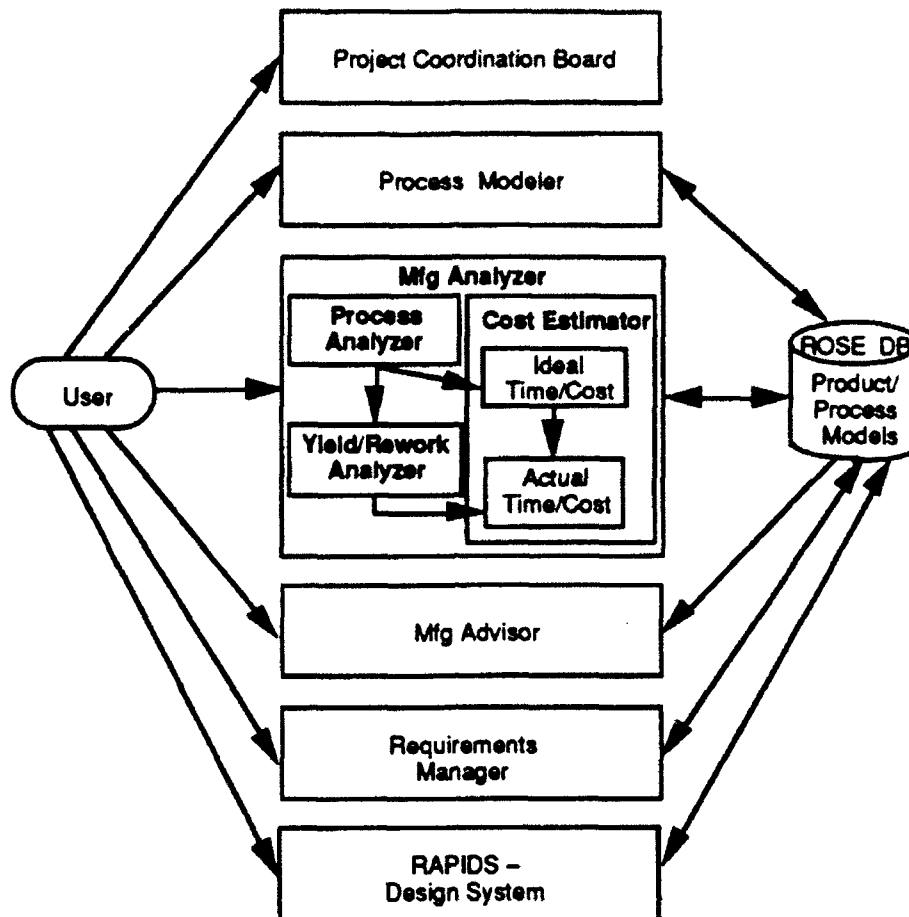 Project Coordination Board
Process Modeler
Mfg Analyzer
Process
Analyzer
Cost Estimator
Ideal
Time/Cost
Yield/Rework
Analyzer
Actual
Time/Cost
User
ROSE DB
Product/
Process
Models
Mfg Advisor
Requirements
Manager
RAPIDS –
Design System